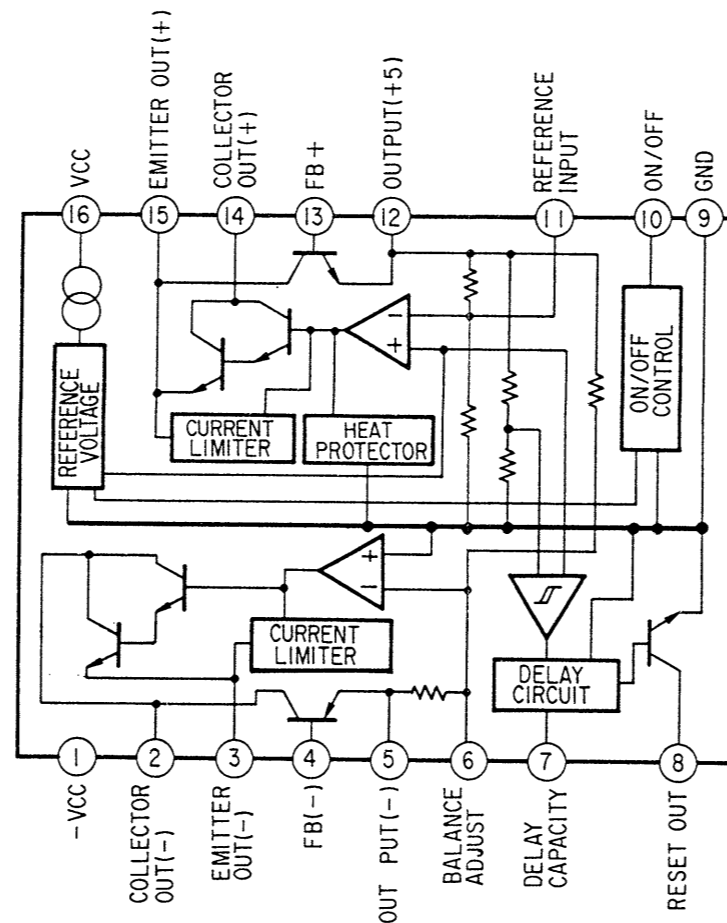 VCC
EMITTER OUT(+)
COLLECTOR
OUT(+)
FB+
OUTPUT(+5)
REFERENCE
INPUT
ON/OFF
GND
16
15
14
13
12
11
10
9
REFERENCE
VOLTAGE
CURRENT
LIMITER
HEAT
PROTECTOR
−
+
ON/OFF
CONTROL
+
−
CURRENT
LIMITER
DELAY
CIRCUIT
1
2
3
4
5
6
7
8
-VCC
COLLECTOR
OUT(-)
EMITTER
OUT(-)
FB(-)
OUT PUT(-)
BALANCE
ADJUST
DELAY
CAPACITY
RESET OUT